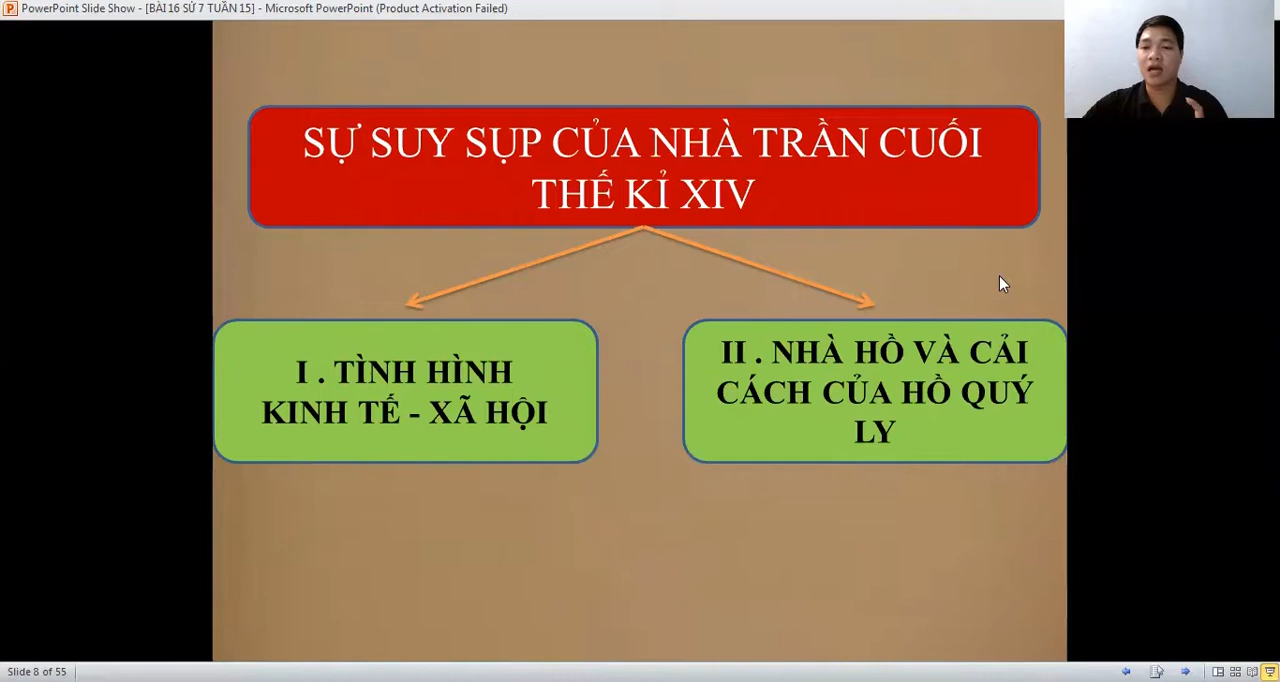 PowerPoint Slide Show - [BÀI 16 SỬ 7 TUẦN 15] - Microsoft PowerPoint (Product Activation Failed)
SỰ SUY SỤP CỦA NHÀ TRẦN CUỐI
THẾ KỈ XIV
I . TÌNH HÌNH
KINH TẾ - XÃ HỘI
II . NHÀ HỒ VÀ CẢI
CÁCH CỦA HỒ QUÝ
LY
Slide 8 of 55